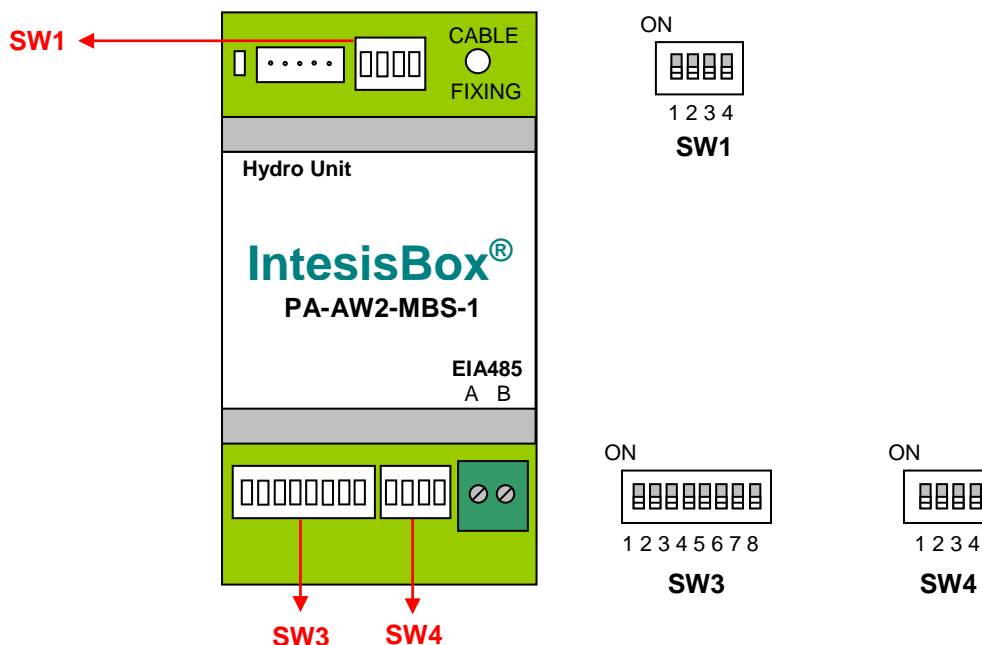 SW1
CABLE
FIXING
ON
1 2 3 4
SW1
Hydro Unit
IntesisBox®
PA-AW2-MBS-1
EIA485
A B
ON
1 2 3 4 5 6 7 8
SW3
ON
1 2 3 4
SW4
SW3
SW4